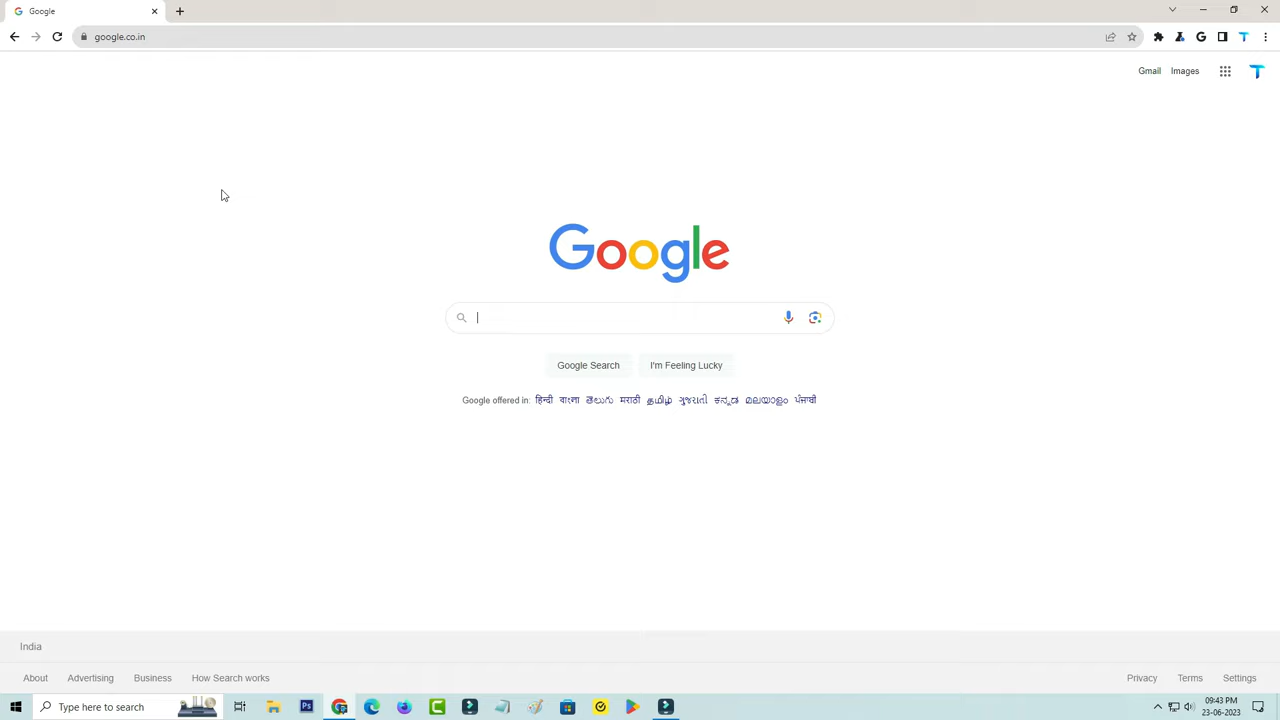 Google
google.co.in
Gmail Images
Google
Google Search I'm Feeling Lucky
Google offered in: हिन्दी বাংলা తెలుగు मराठी தமிழ் ગુજરાતી ಕನ್ನಡ മലയാളം ਪੰਜਾਬੀ
India
About Advertising Business How Search works Privacy Terms Settings
Type here to search
09:43 PM
23-06-2023